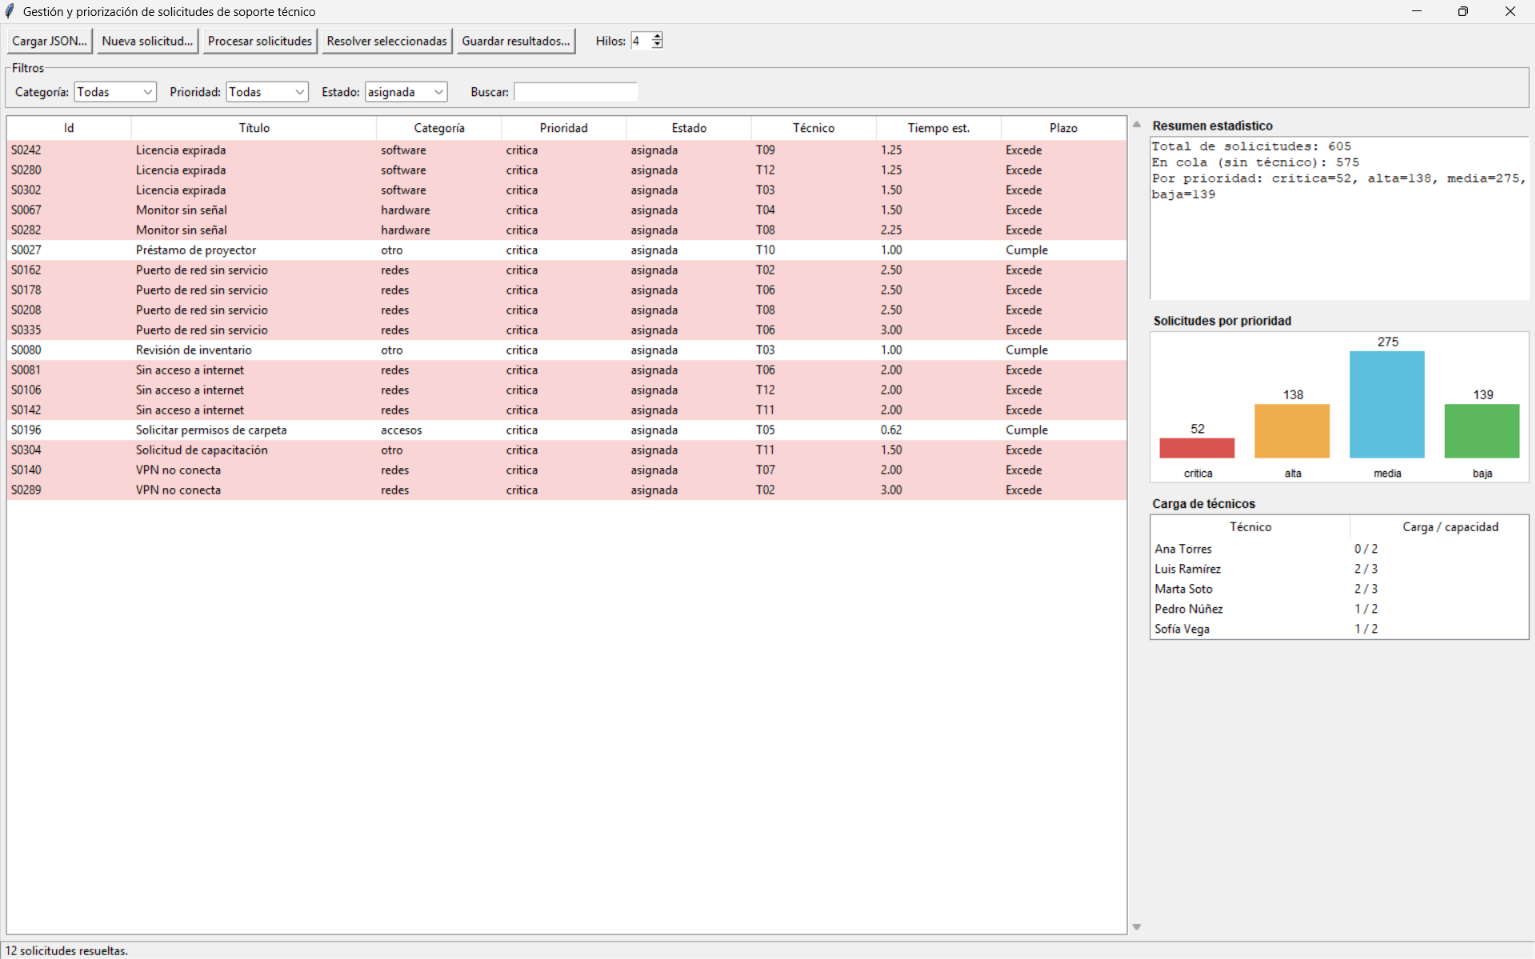 Gestión y priorización de solicitudes de soporte técnico
Cargar JSON... Nueva solicitud... Procesar solicitudes Resolver seleccionadas Guardar resultados... Hilos: 4
Filtros
Categoría: Todas Prioridad: Todas Estado: asignada Buscar:
Id Título Categoría Prioridad Estado Técnico Tiempo est. Plazo
S0242 Licencia expirada software critica asignada T09 1.25 Excede
S0280 Licencia expirada software critica asignada T12 1.25 Excede
S0302 Licencia expirada software critica asignada T03 1.50 Excede
S0067 Monitor sin señal hardware critica asignada T04 1.50 Excede
S0282 Monitor sin señal hardware critica asignada T08 2.25 Excede
S0027 Préstamo de proyector otro critica asignada T10 1.00 Cumple
S0162 Puerto de red sin servicio redes critica asignada T02 2.50 Excede
S0178 Puerto de red sin servicio redes critica asignada T06 2.50 Excede
S0208 Puerto de red sin servicio redes critica asignada T08 2.50 Excede
S0335 Puerto de red sin servicio redes critica asignada T06 3.00 Excede
S0080 Revisión de inventario otro critica asignada T03 1.00 Cumple
S0081 Sin acceso a internet redes critica asignada T06 2.00 Excede
S0106 Sin acceso a internet redes critica asignada T12 2.00 Excede
S0142 Sin acceso a internet redes critica asignada T11 2.00 Excede
S0196 Solicitar permisos de carpeta accesos critica asignada T05 0.62 Cumple
S0304 Solicitud de capacitación otro critica asignada T11 1.50 Excede
S0140 VPN no conecta redes critica asignada T07 2.00 Excede
S0289 VPN no conecta redes critica asignada T02 3.00 Excede
Resumen estadístico
Total de solicitudes: 605
En cola (sin técnico): 575
Por prioridad: critica=52, alta=138, media=275,
baja=139
Solicitudes por prioridad
52 138 275 139
critica alta media baja
Carga de técnicos
Técnico Carga / capacidad
Ana Torres 0 / 2
Luis Ramírez 2 / 3
Marta Soto 2 / 3
Pedro Núñez 1 / 2
Sofía Vega 1 / 2
12 solicitudes resueltas.